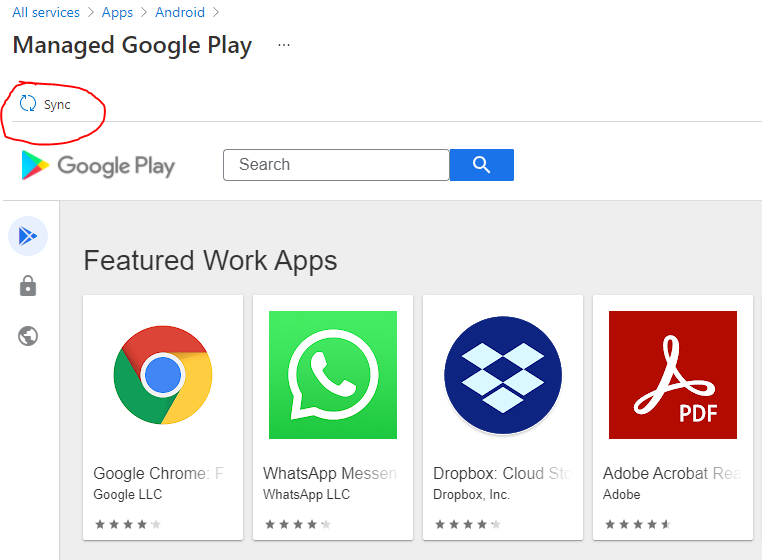 All services > Apps > Android >
Managed Google Play ...
Sync
Google Play
Search
Featured Work Apps
PDF
Google Chrome: F
WhatsApp Messen
Dropbox: Cloud Sto
Adobe Acrobat Rea
Google LLC
WhatsApp LLC
Dropbox, Inc.
Adobe